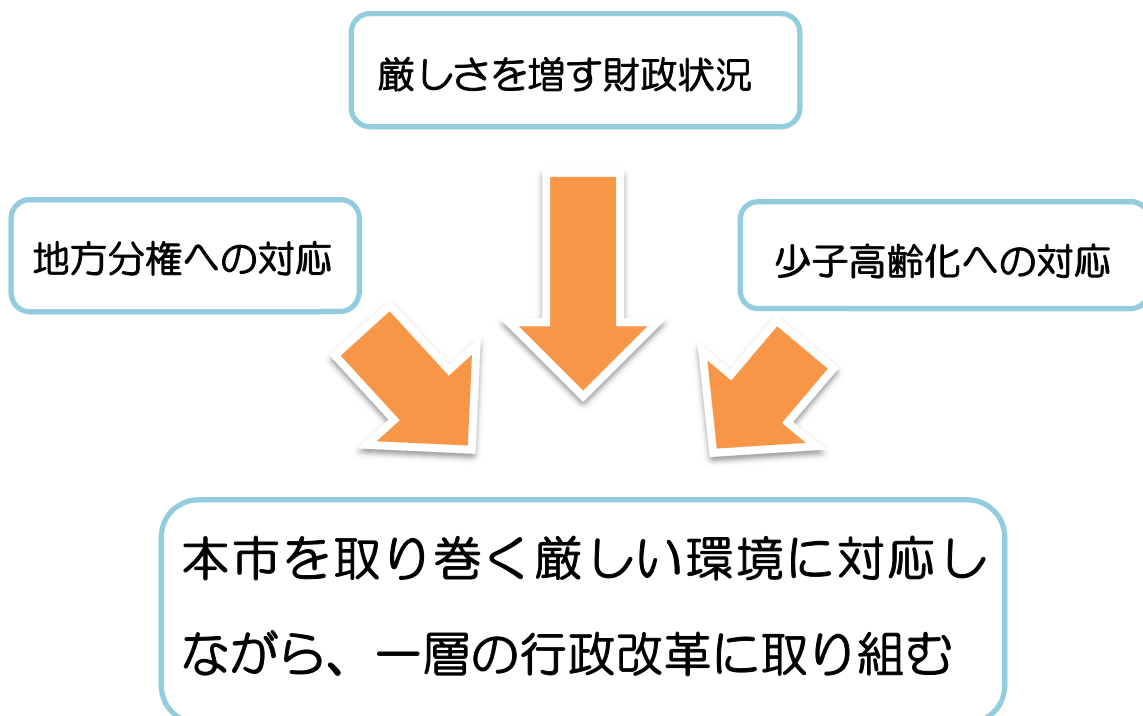 厳しさを増す財政状況
地方分権への対応
少子高齢化への対応
本市を取り巻く厳しい環境に対応し
ながら、一層の行政改革に取り組む